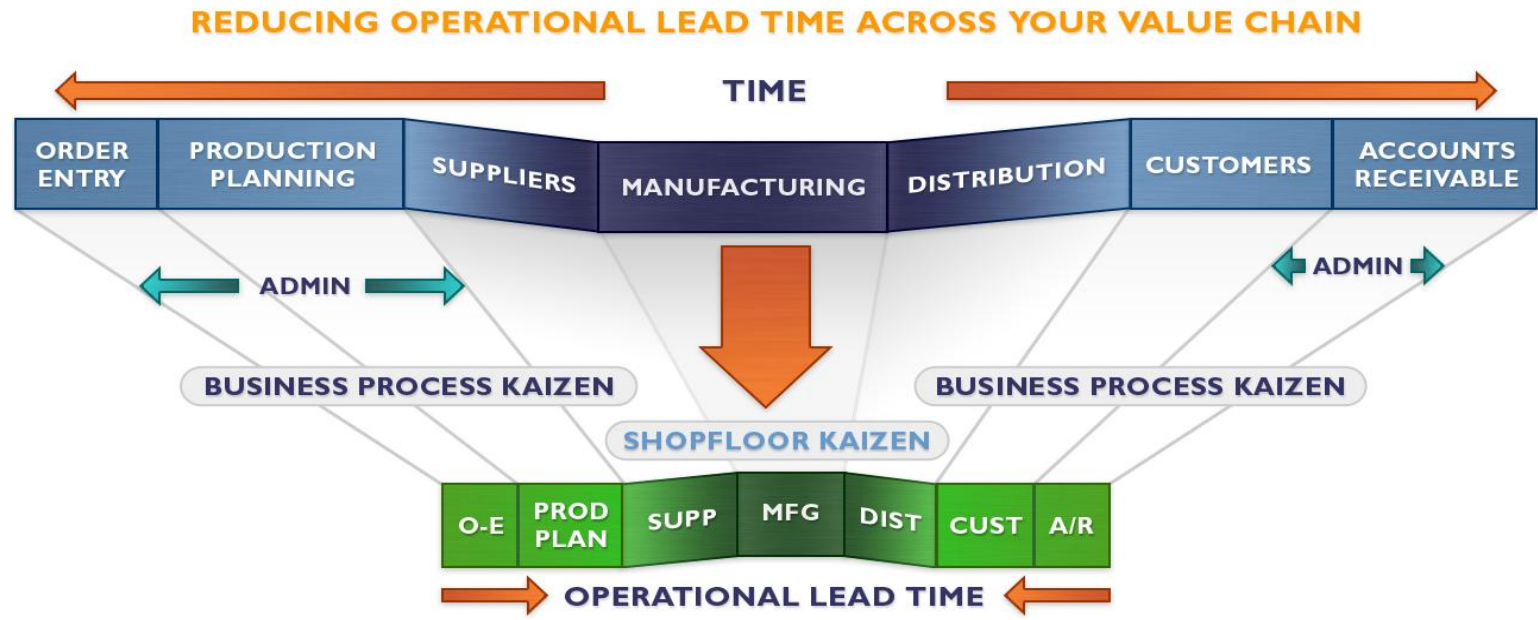 REDUCING OPERATIONAL LEAD TIME ACROSS YOUR VALUE CHAIN
TIME
ORDER
ENTRY
PRODUCTION
PLANNING
SUPPLIERS
MANUFACTURING
DISTRIBUTION
CUSTOMERS
ACCOUNTS
RECEIVABLE
ADMIN
ADMIN
BUSINESS PROCESS KAIZEN
BUSINESS PROCESS KAIZEN
SHOPFLOOR KAIZEN
O-E
PROD
PLAN
SUPP
MFG
DIST
CUST
A/R
OPERATIONAL LEAD TIME